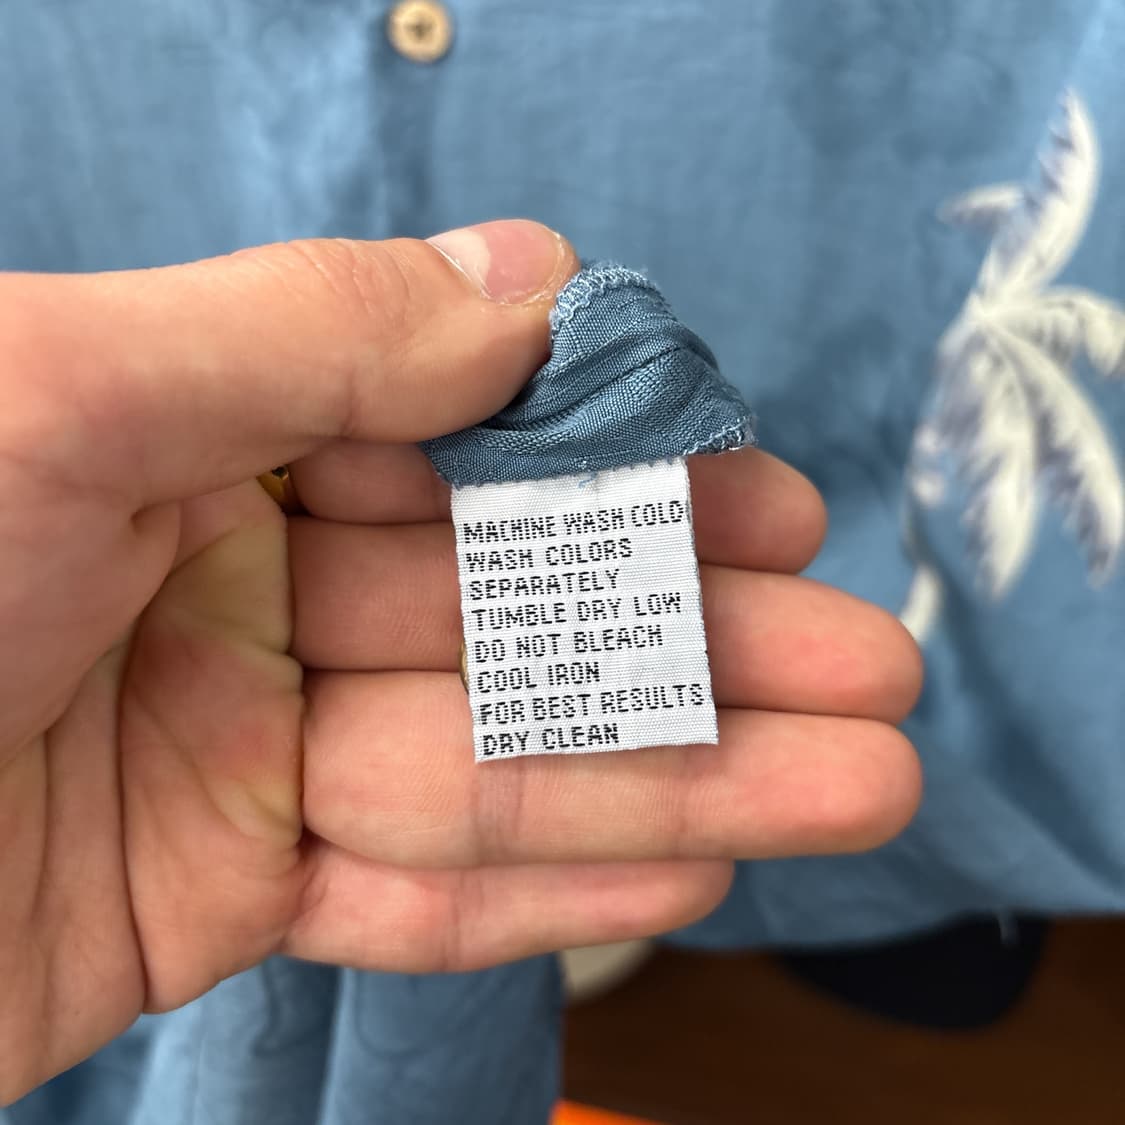 MACHINE WASH COLD
WASH COLORS
SEPARATELY
TUMBLE DRY LOW
DO NOT BLEACH
COOL IRON
FOR BEST RESULTS
DRY CLEAN